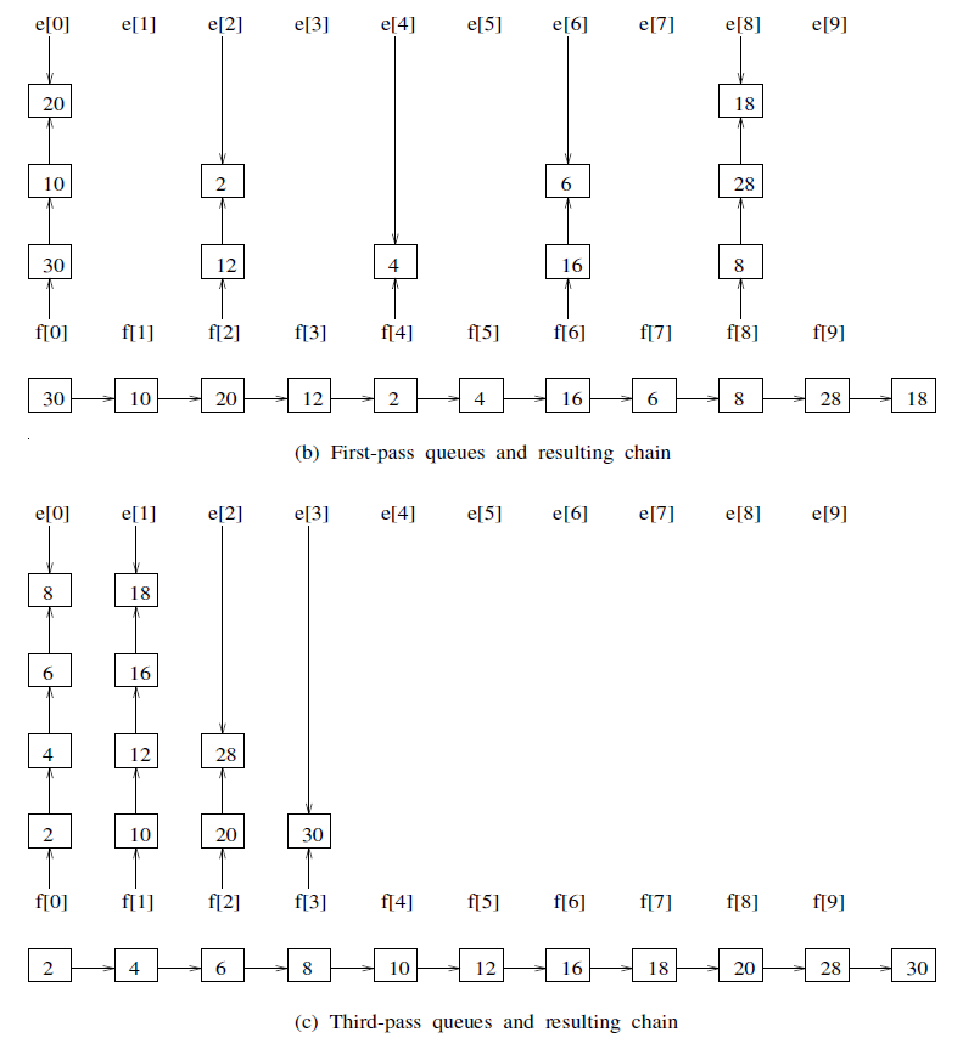 e[0] e[1] e[2] e[3] e[4] e[5] e[6] e[7] e[8] e[9]
20 18
10 2 6 28
30 12 4 16 8
f[0] f[1] f[2] f[3] f[4] f[5] f[6] f[7] f[8] f[9]
30 10 20 12 2 4 16 6 8 28 18
(b) First-pass queues and resulting chain
e[0] e[1] e[2] e[3] e[4] e[5] e[6] e[7] e[8] e[9]
8 18
6 16
4 12 28
2 10 20 30
f[0] f[1] f[2] f[3] f[4] f[5] f[6] f[7] f[8] f[9]
2 4 6 8 10 12 16 18 20 28 30
(c) Third-pass queues and resulting chain